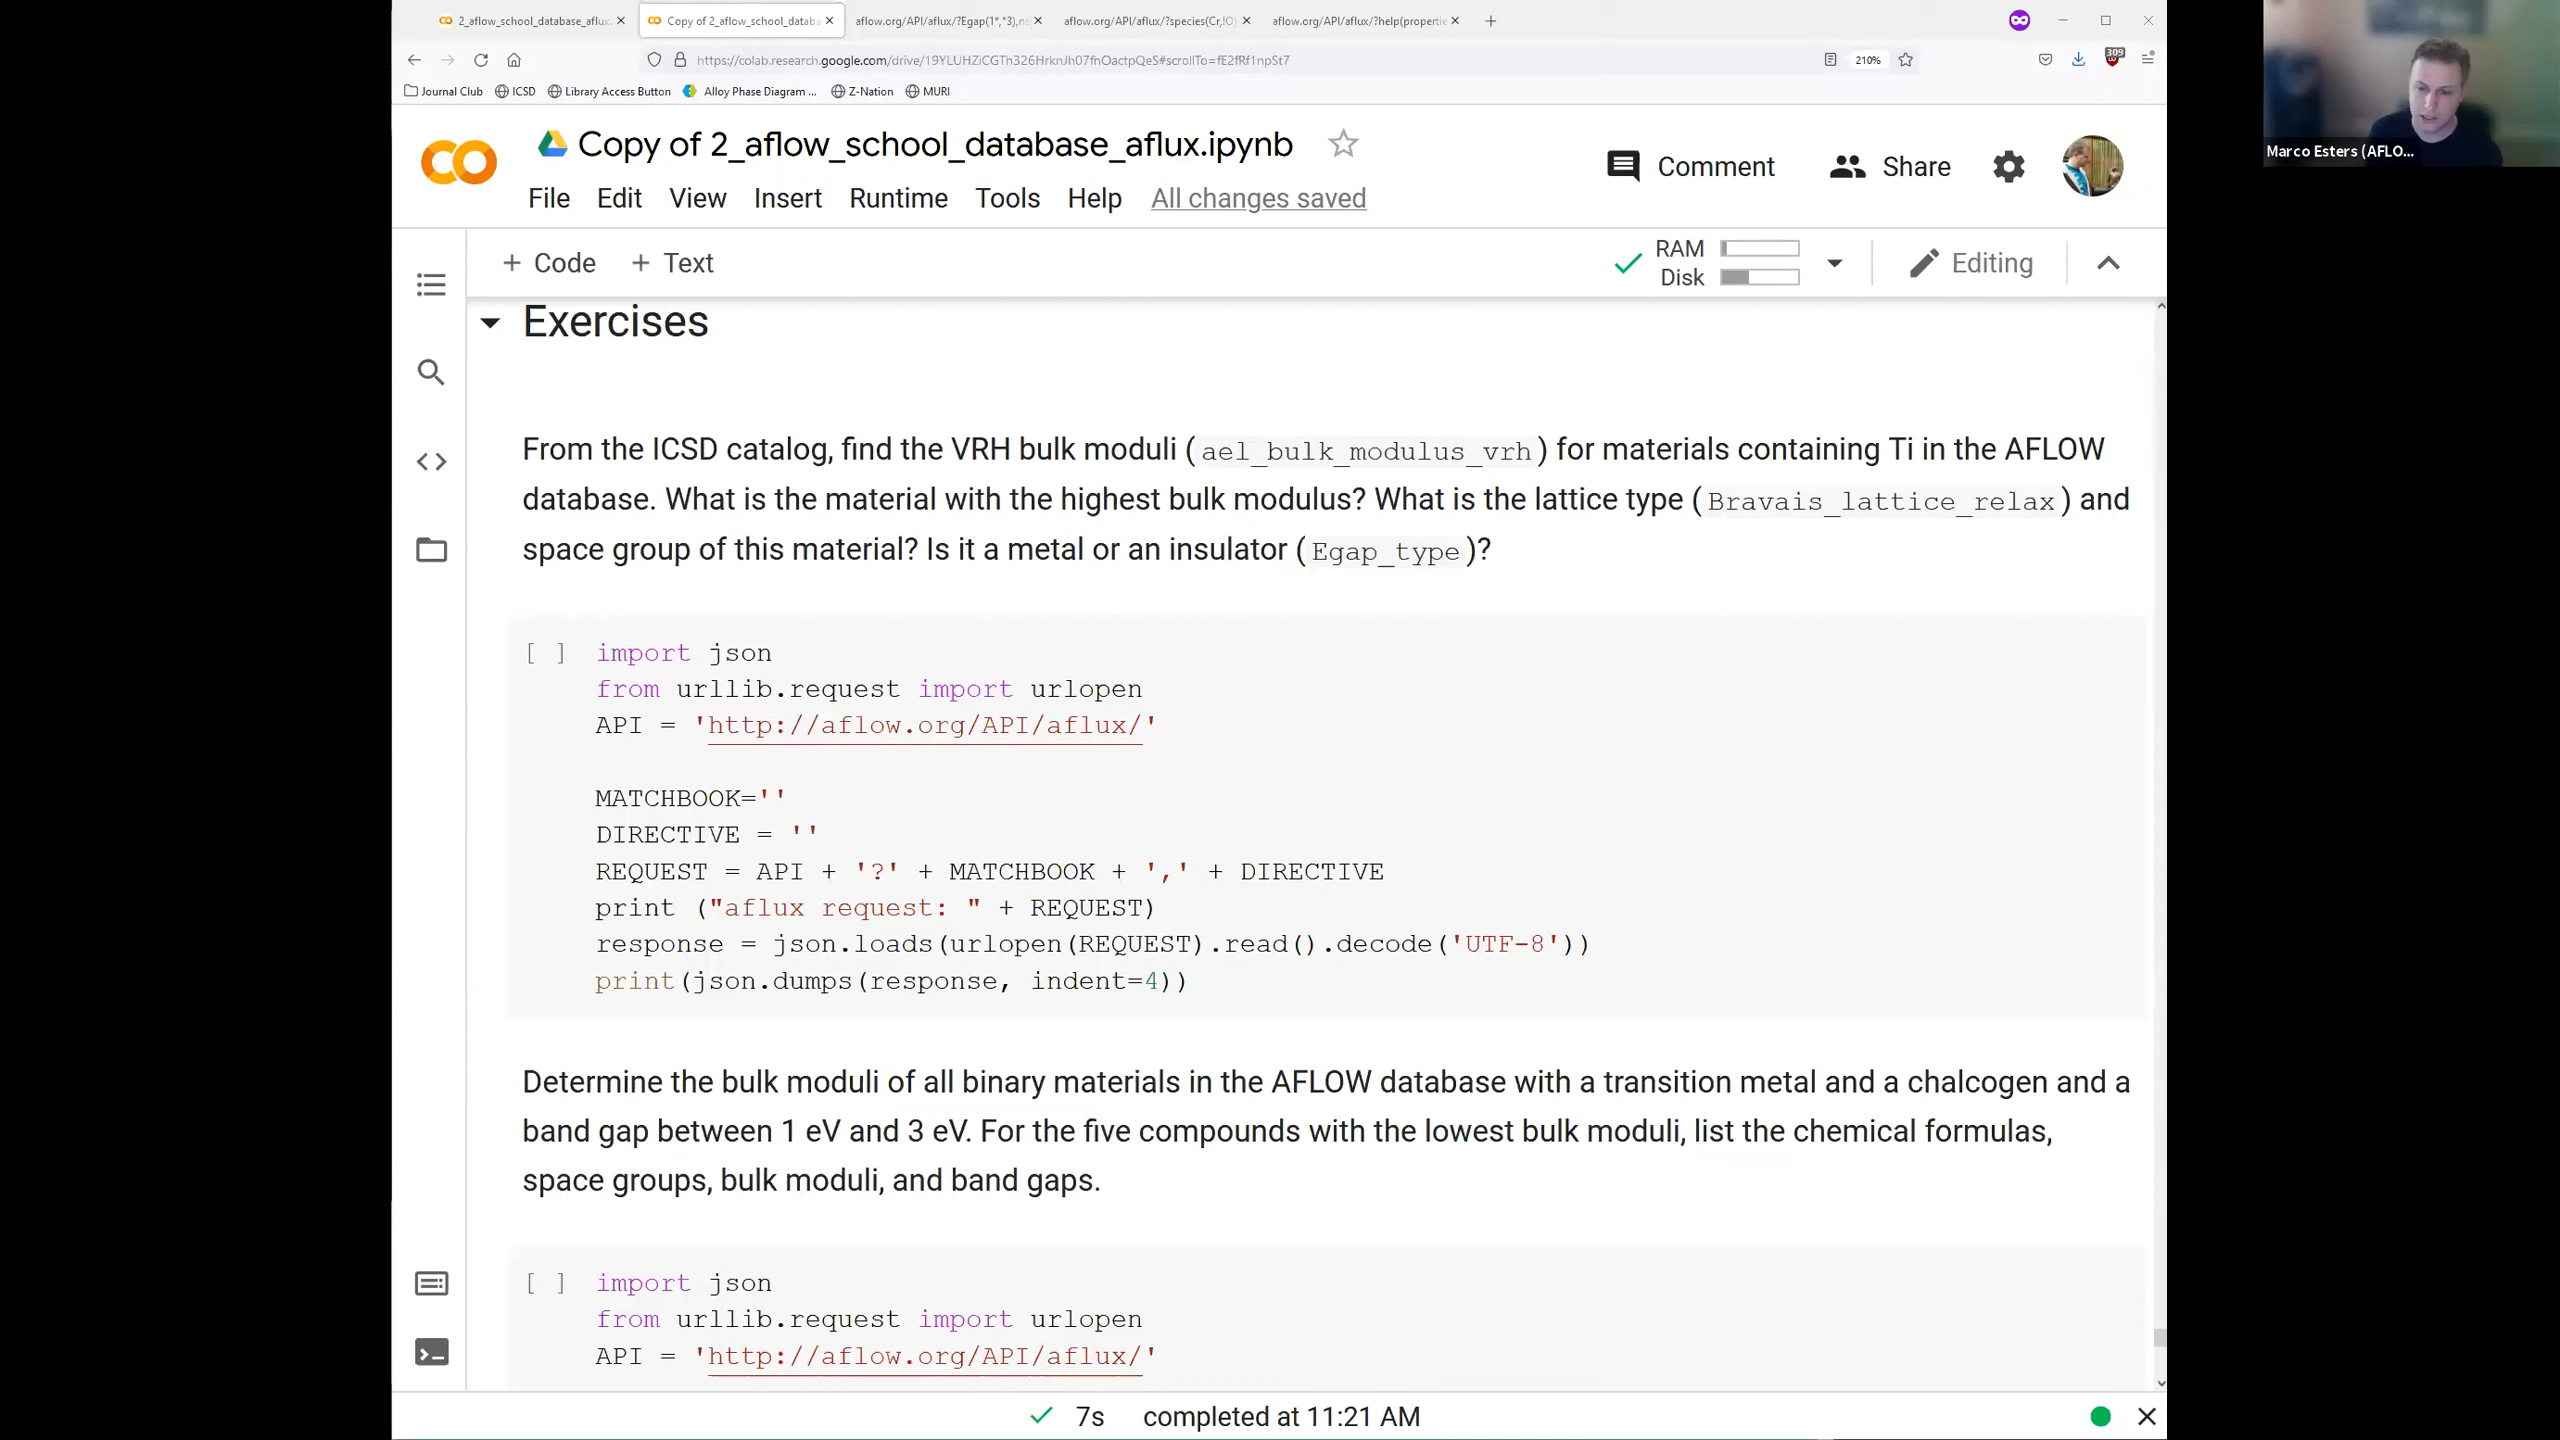 2_aflow_school_database_aflux.
Copy of 2_aflow_school_databa
aflow.org/API/aflux/?Egap(1*,*3),ns
aflow.org/API/aflux/?species(Cr,!O)
aflow.org/API/aflux/?help(propertie
https://colab.research.google.com/drive/19YLUHZiCGTh326HrknJh07fhOactpQeS#scrollTo=fE2fRf1npSt7
210%
309
Journal Club
ICSD
Library Access Button
Alloy Phase Diagram ...
Z-Nation
MURI
Marco Esters (AFLO...
Copy of 2_aflow_school_database_aflux.ipynb
Comment
Share
File Edit View Insert Runtime Tools Help All changes saved
+ Code + Text
RAM
Disk
Editing
Exercises
From the ICSD catalog, find the VRH bulk moduli (ael_bulk_modulus_vrh) for materials containing Ti in the AFLOW
database. What is the material with the highest bulk modulus? What is the lattice type (Bravais_lattice_relax) and
space group of this material? Is it a metal or an insulator (Egap_type)?
[ ] import json
from urllib.request import urlopen
API = 'http://aflow.org/API/aflux/'
MATCHBOOK=''
DIRECTIVE = ''
REQUEST = API + '?' + MATCHBOOK + ',' + DIRECTIVE
print ("aflux request: " + REQUEST)
response = json.loads(urlopen(REQUEST).read().decode('UTF-8'))
print(json.dumps(response, indent=4))
Determine the bulk moduli of all binary materials in the AFLOW database with a transition metal and a chalcogen and a
band gap between 1 eV and 3 eV. For the five compounds with the lowest bulk moduli, list the chemical formulas,
space groups, bulk moduli, and band gaps.
[ ] import json
from urllib.request import urlopen
API = 'http://aflow.org/API/aflux/'
7s completed at 11:21 AM